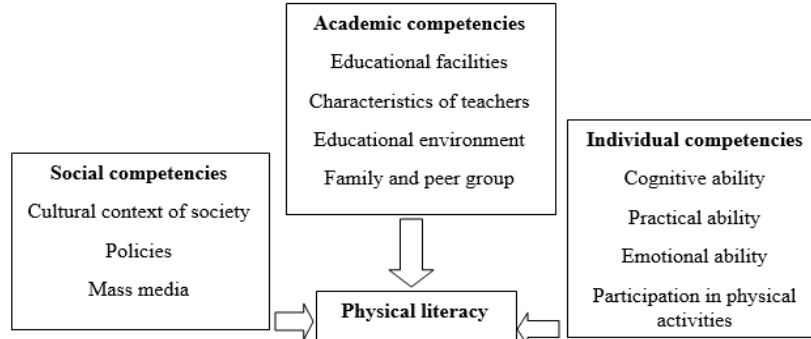 Academic competencies
Educational facilities
Characteristics of teachers
Educational environment
Family and peer group
Social competencies
Cultural context of society
Policies
Mass media
Individual competencies
Cognitive ability
Practical ability
Emotional ability
Participation in physical
activities
Physical literacy